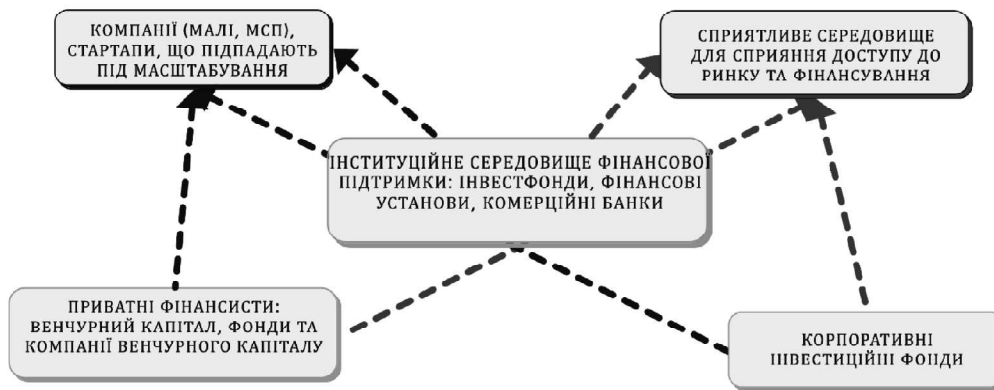 КОМПАНІЇ (МАЛІ, МСП),
СТАРТАПИ, ЩО ПІДПАДАЮТЬ
ПІД МАСШТАБУВАННЯ
СПРИЯТЛИВЕ СЕРЕДОВИЩЕ
ДЛЯ СПРИЯННЯ ДОСТУПУ ДО
РИНКУ ТА ФІНАНСУВАННЯ
ІНСТИТУЦІЙНЕ СЕРЕДОВИЩЕ ФІНАНСОВОЇ
ПІДТРИМКИ: ІНВЕСТФОНДИ, ФІНАНСОВІ
УСТАНОВИ, КОМЕРЦІЙНІ БАНКИ
ПРИВАТНІ ФІНАНСИСТИ:
ВЕНЧУРНИЙ КАПІТАЛ, ФОНДИ ТА
КОМПАНІЇ ВЕНЧУРНОГО КАПІТАЛУ
КОРПОРАТИВНІ
ІНВЕСТИЦІЙНІ ФОНДИ